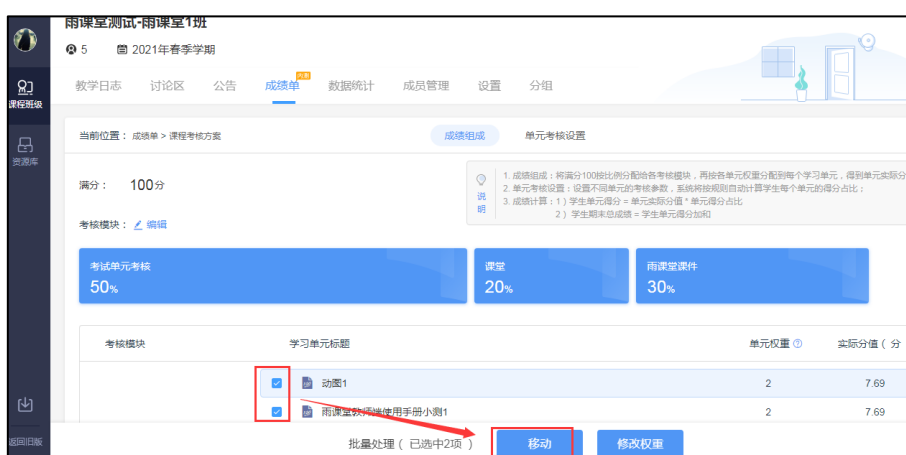 雨课堂测试-雨课堂1班
5 2021年春季学期
教学日志 讨论区 公告 成绩单 数据统计 成员管理 设置 分组
课程班级
资源库
当前位置： 成绩单 > 课程考核方案 成绩组成 单元考核设置
满分： 100分
说明
1. 成绩组成：将满分100按比例分配给各考核模块，再按各单元权重分配到每个学习单元，得到单元实际分
2. 单元考核设置：设置不同单元的考核参数，系统将按规则自动计算学生每个单元的得分占比；
3. 成绩计算：1）学生单元得分 = 单元实际分值 * 单元得分占比
2）学生期末总成绩 = 学生单元得分加和
考核模块： 编辑
考试单元考核 课堂 雨课堂课件
50% 20% 30%
考核模块 学习单元标题 单元权重 实际分值（分
动图1 2 7.69
雨课堂教师端使用手册小测1 2 7.69
返回旧版
批量处理（ 已选中2项 ） 移动 修改权重